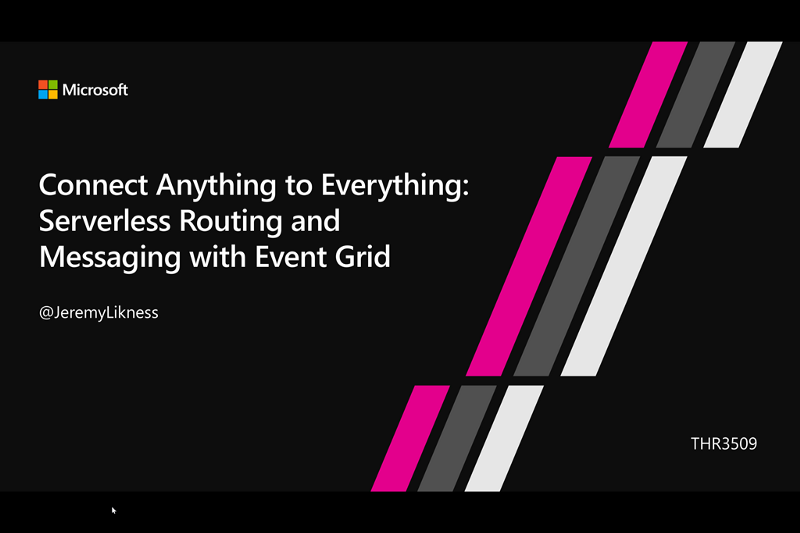 Microsoft
Connect Anything to Everything:
Serverless Routing and
Messaging with Event Grid
@JeremyLikness
THR3509